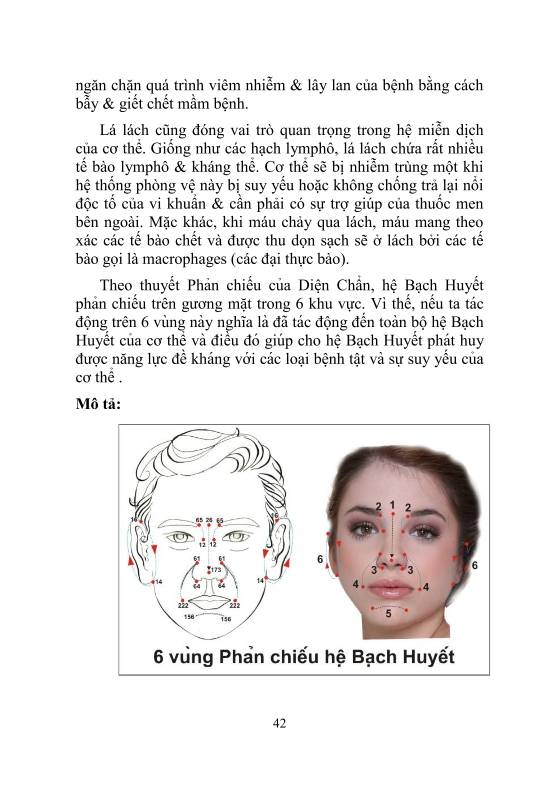 ngăn chặn quá trình viêm nhiễm & lây lan của bệnh bằng cách
bẫy & giết chết mầm bệnh.
Lá lách cũng đóng vai trò quan trọng trong hệ miễn dịch
của cơ thể. Giống như các hạch lymphô, lá lách chứa rất nhiều
tế bào lymphô & kháng thể. Cơ thể sẽ bị nhiễm trùng một khi
hệ thống phòng vệ này bị suy yếu hoặc không chống trả lại nổi
độc tố của vi khuẩn & cần phải có sự trợ giúp của thuốc men
bên ngoài. Mặc khác, khi máu chảy qua lách, máu mang theo
xác các tế bào chết và được thu dọn sạch sẽ ở lách bởi các tế
bào gọi là macrophages (các đại thực bào).
Theo thuyết Phản chiếu của Diện Chẩn, hệ Bạch Huyết
phản chiếu trên gương mặt trong 6 khu vực. Vì thế, nếu ta tác
động trên 6 vùng này nghĩa là đã tác động đến toàn bộ hệ Bạch
Huyết của cơ thể và điều đó giúp cho hệ Bạch Huyết phát huy
được năng lực đề kháng với các loại bệnh tật và sự suy yếu của
cơ thể .
Mô tả:
16 65 26 65 16
12 12
61 61
173
14 64 64 14
222 222
156 156
2 1 2
6 3 3 6
4 4
5
6 vùng Phản chiếu hệ Bạch Huyết
42